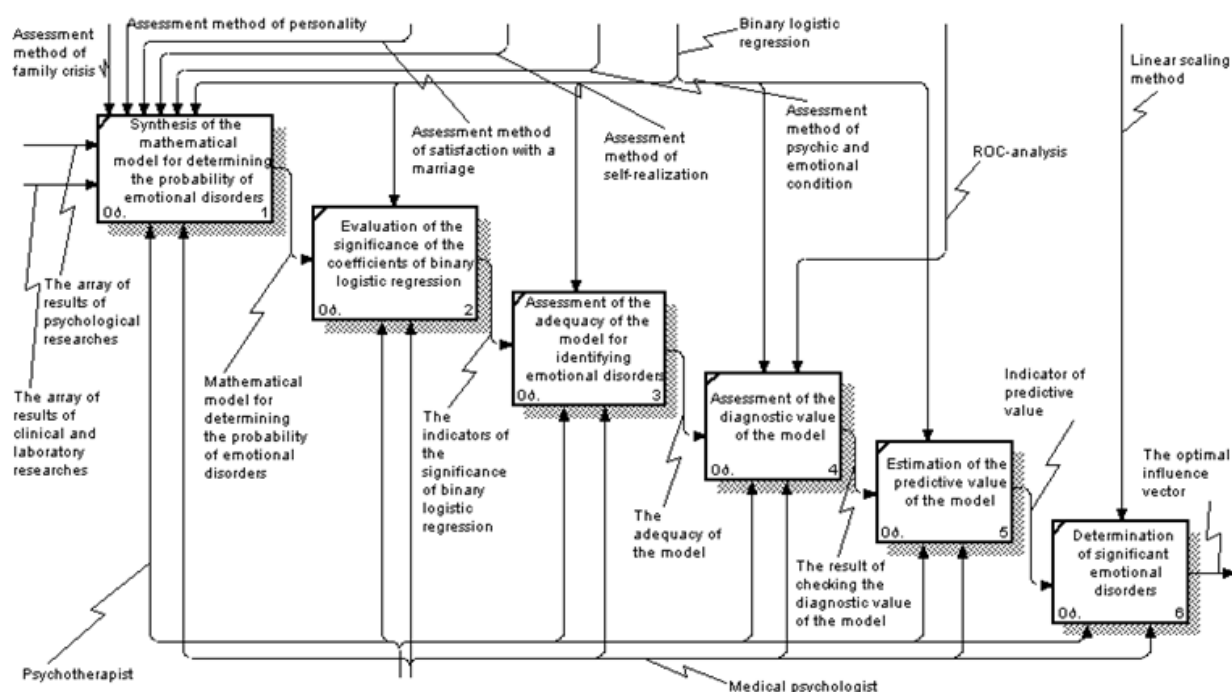 Assessment method of personality
Assessment
method of
family crisis
Binary logistic
regression
Linear scaling
method
Assessment method
of satisfaction with a
marriage
Assessment
method of
self-realization
Assessment
method of
psychic and
emotional
condition
ROC-analysis
Synthesis of the
mathematical
model for determining
the probability of
emotional disorders
0д.
1
The array of
results of
psychological
researches
The array of
results of
clinical and
laboratory
researches
Evaluation of the
significance of the
coefficients of binary
logistic regression
0д.
2
Mathematical
model for
determining
the probability
of emotional
disorders
Assessment of the
adequacy of the
model for
identifying
emotional disorders
0д.
3
The
indicators of
the
significance
of binary
logistic
regression
Assessment of the
diagnostic value
of the model
0д.
4
The
adequacy of
the model
Estimation of the
predictive value
of the model
0д.
5
The result of
checking the
diagnostic value
of the model
Indicator of
predictive
value
Determination
of significant
emotional
disorders
0д.
6
The optimal
influence
vector
Psychotherapist
Medical psychologist